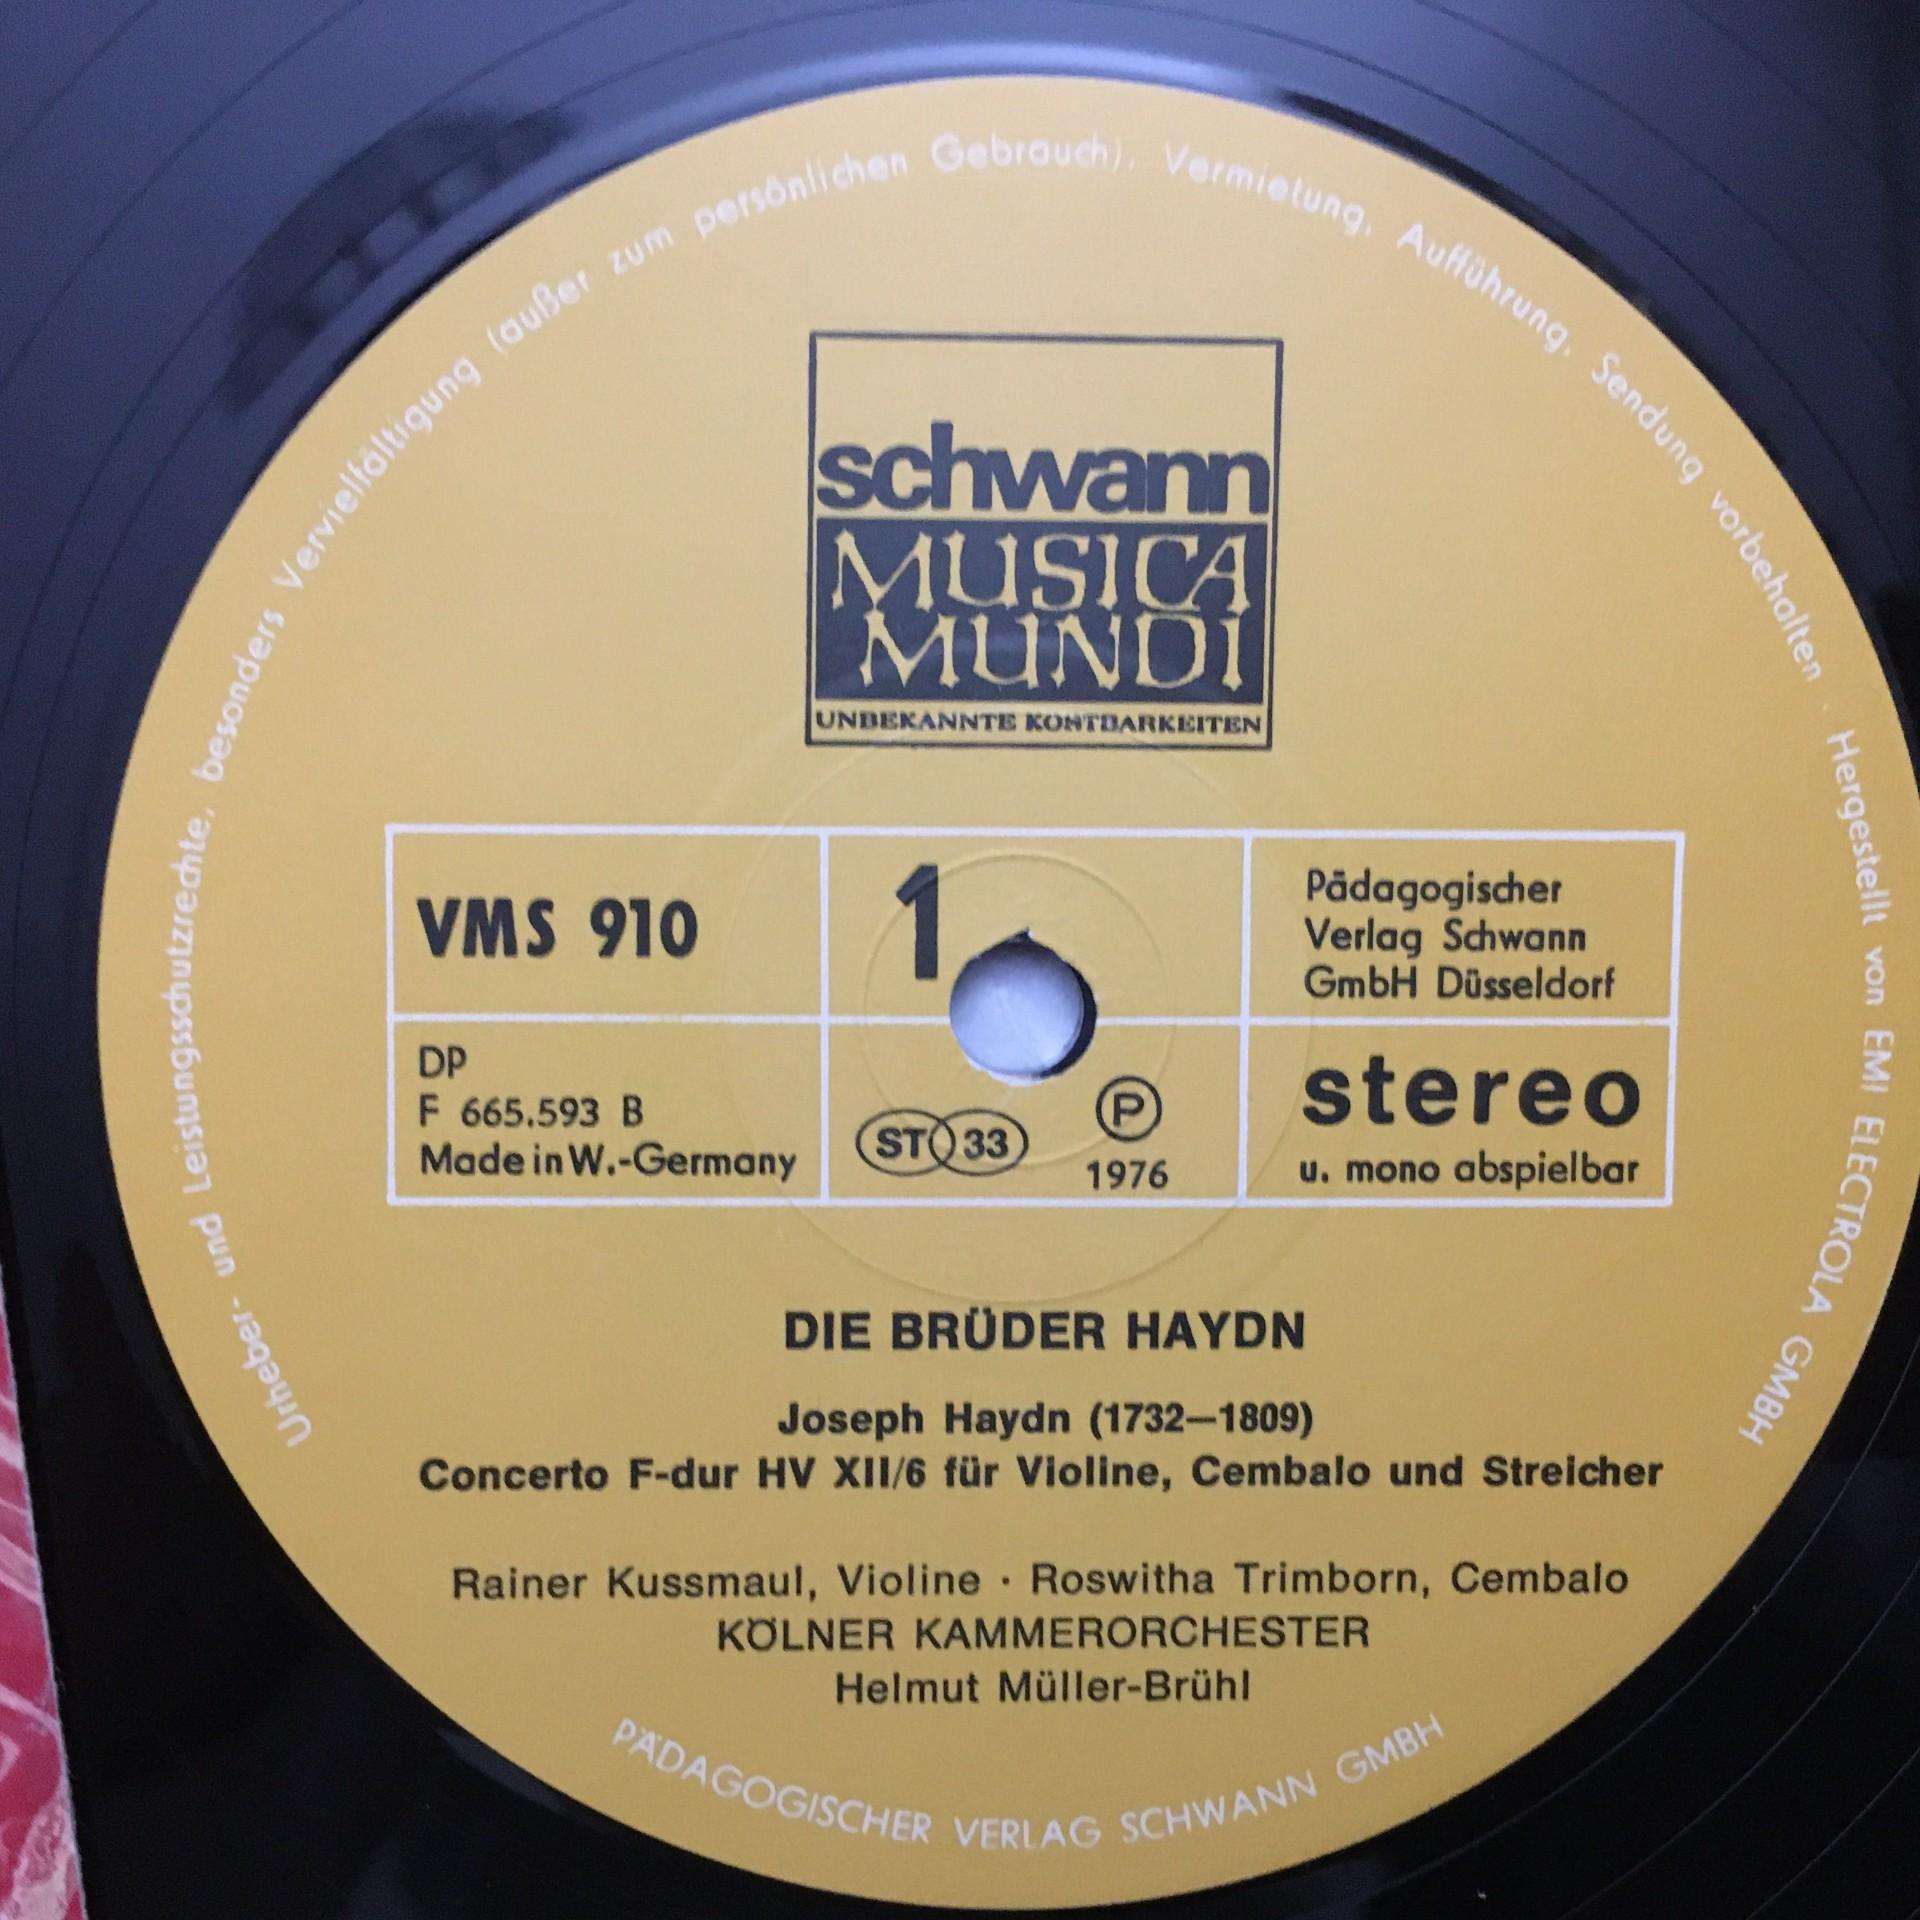 Urheber- und Leistungsschutzrechte, besonders Vervielfältigung (außer zum persönlichen Gebrauch), Vermietung, Aufführung, Sendung vorbehalten · Hergestellt von EMI ELECTROLA GMBH
schwann
MUSICA
MUNDI
UNBEKANNTE KOSTBARKEITEN
VMS 910
1
Pädagogischer
Verlag Schwann
GmbH Düsseldorf
DP
F 665.593 B
Made in W.-Germany
ST 33
Ⓟ
1976
stereo
u. mono abspielbar
DIE BRÜDER HAYDN
Joseph Haydn (1732—1809)
Concerto F-dur HV XII/6 für Violine, Cembalo und Streicher
Rainer Kussmaul, Violine · Roswitha Trimborn, Cembalo
KÖLNER KAMMERORCHESTER
Helmut Müller-Brühl
PÄDAGOGISCHER VERLAG SCHWANN GMBH